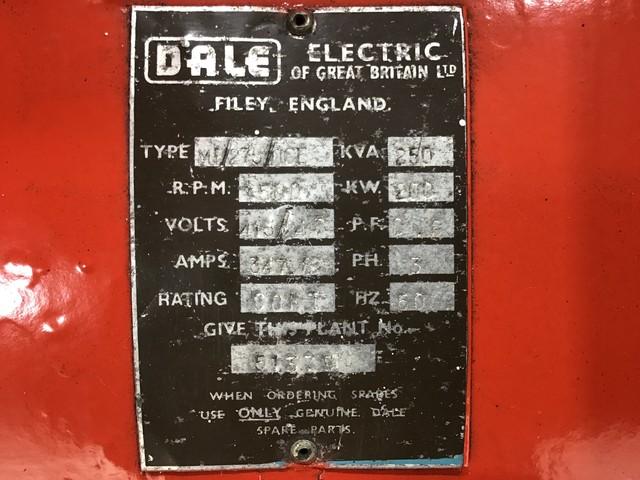 DALE ELECTRIC
OF GREAT BRITAIN LTD
FILEY, ENGLAND.
TYPE KVA 250
R.P.M. KW. 200
VOLTS P.F.
AMPS. PH. 3
RATING HZ.
GIVE THIS PLANT No.
WHEN ORDERING SPARES
USE ONLY GENUINE DALE
SPARE PARTS.